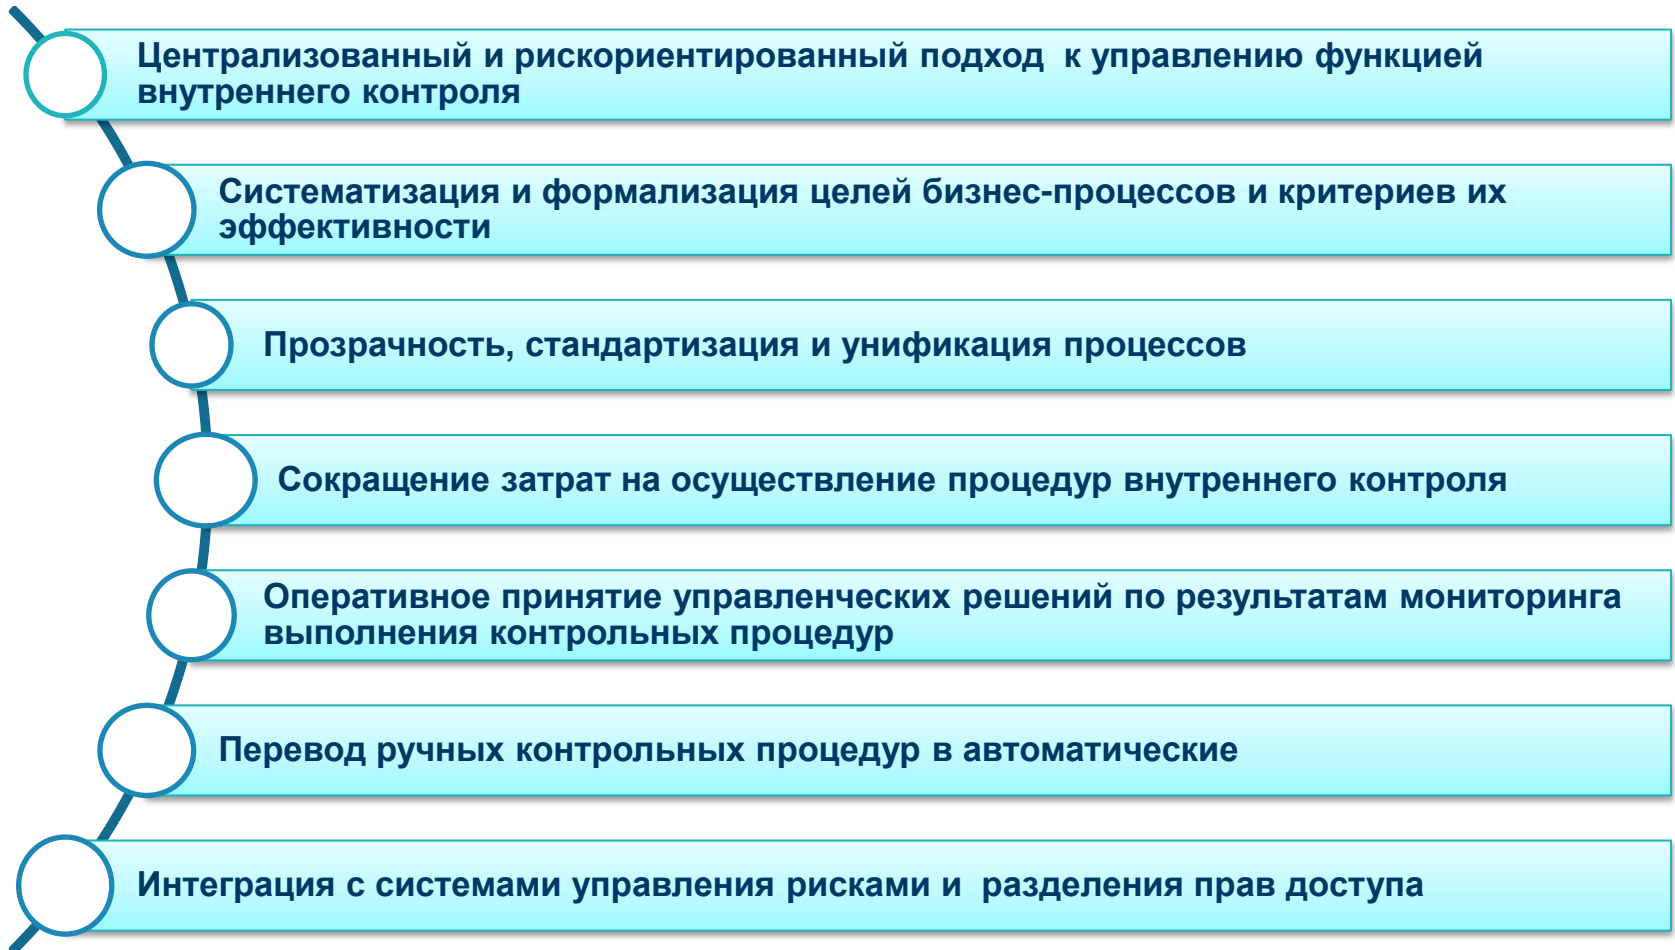 Централизованный и рискориентированный подход  к управлению функцией
внутреннего контроля
Систематизация и формализация целей бизнес-процессов и критериев их
эффективности
Прозрачность, стандартизация и унификация процессов
Сокращение затрат на осуществление процедур внутреннего контроля
Оперативное принятие управленческих решений по результатам мониторинга
выполнения контрольных процедур
Перевод ручных контрольных процедур в автоматические
Интеграция с системами управления рисками и  разделения прав доступа